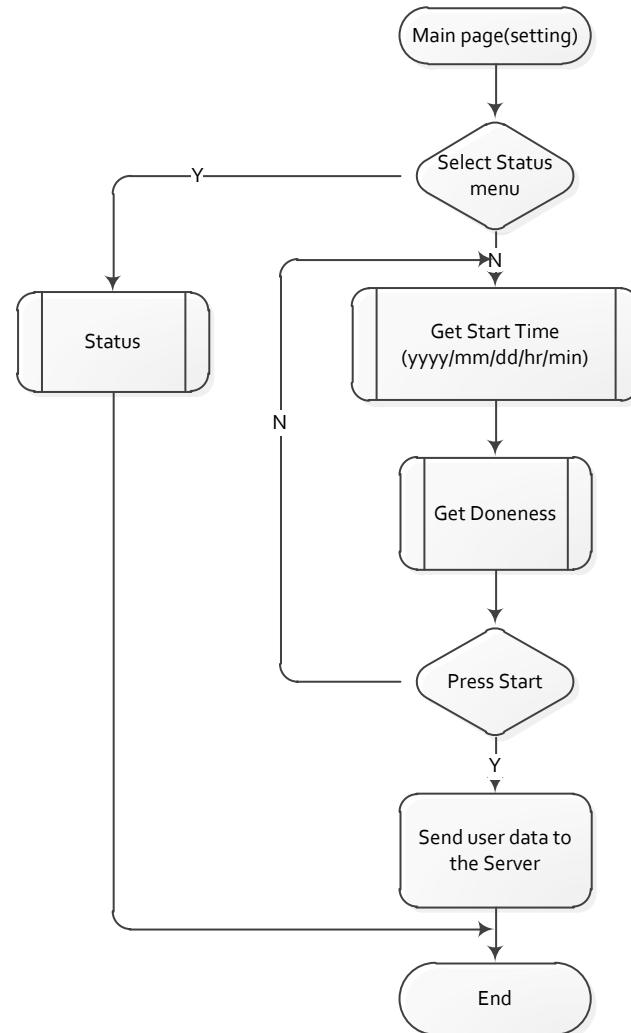 Main page(setting)
Select Status
menu
Y
N
Status
Get Start Time
(yyyy/mm/dd/hr/min)
N
Get Doneness
Press Start
Y
Send user data to
the Server
End